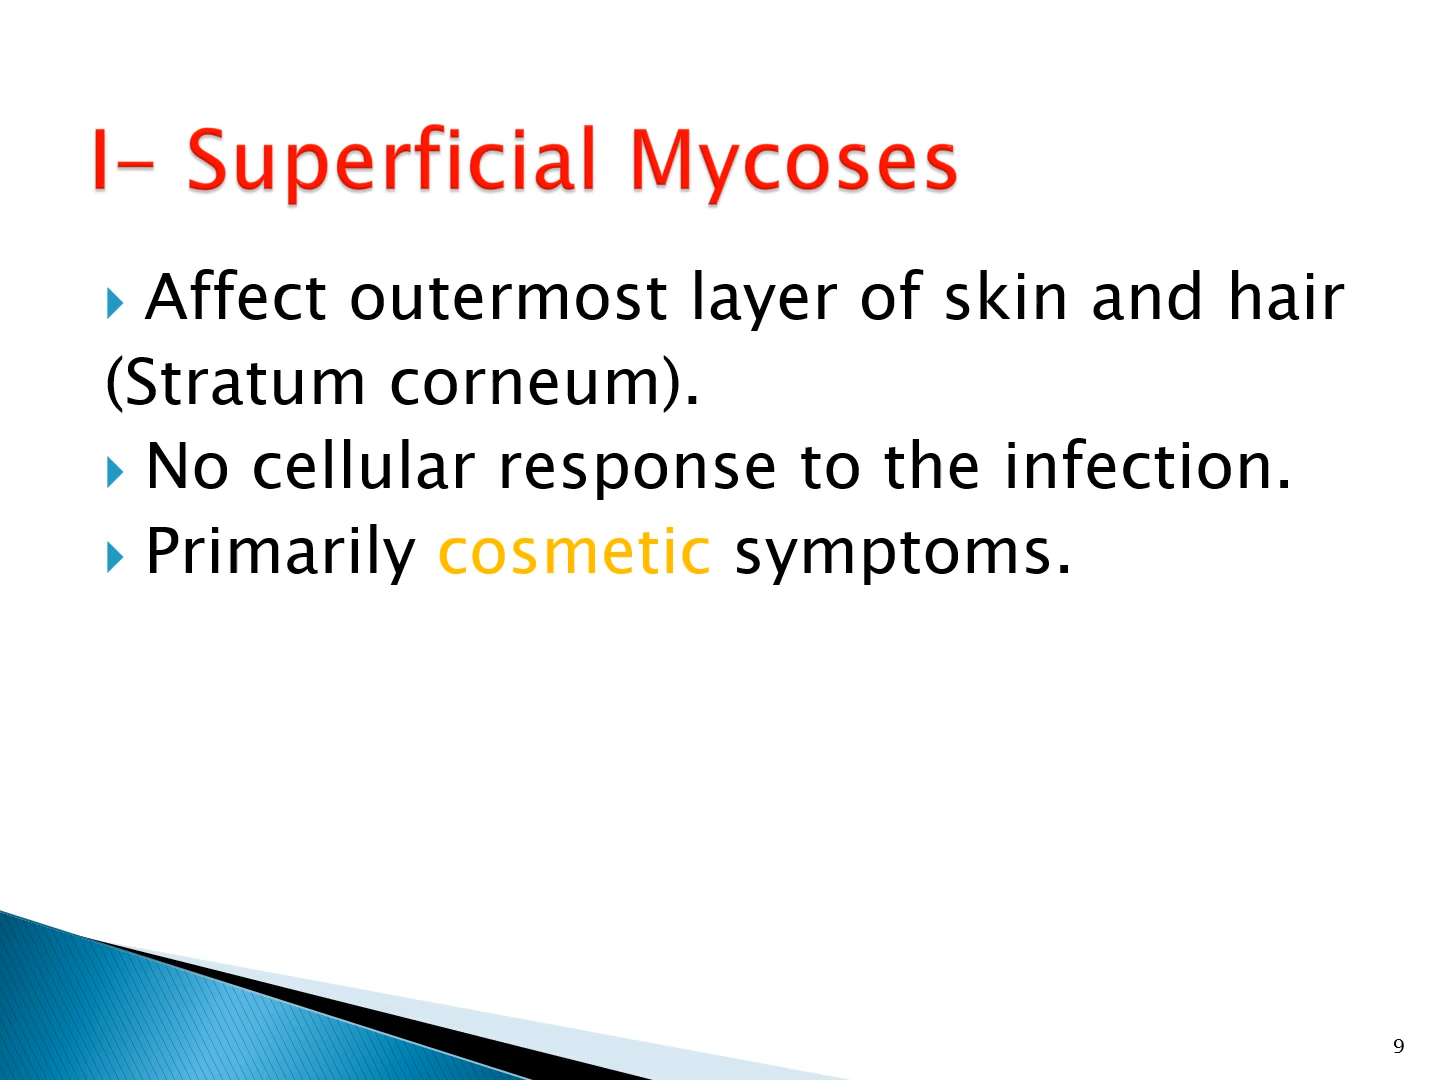 I- Superficial Mycoses
Affect outermost layer of skin and hair
(Stratum corneum).
No cellular response to the infection.
Primarily cosmetic symptoms.
9